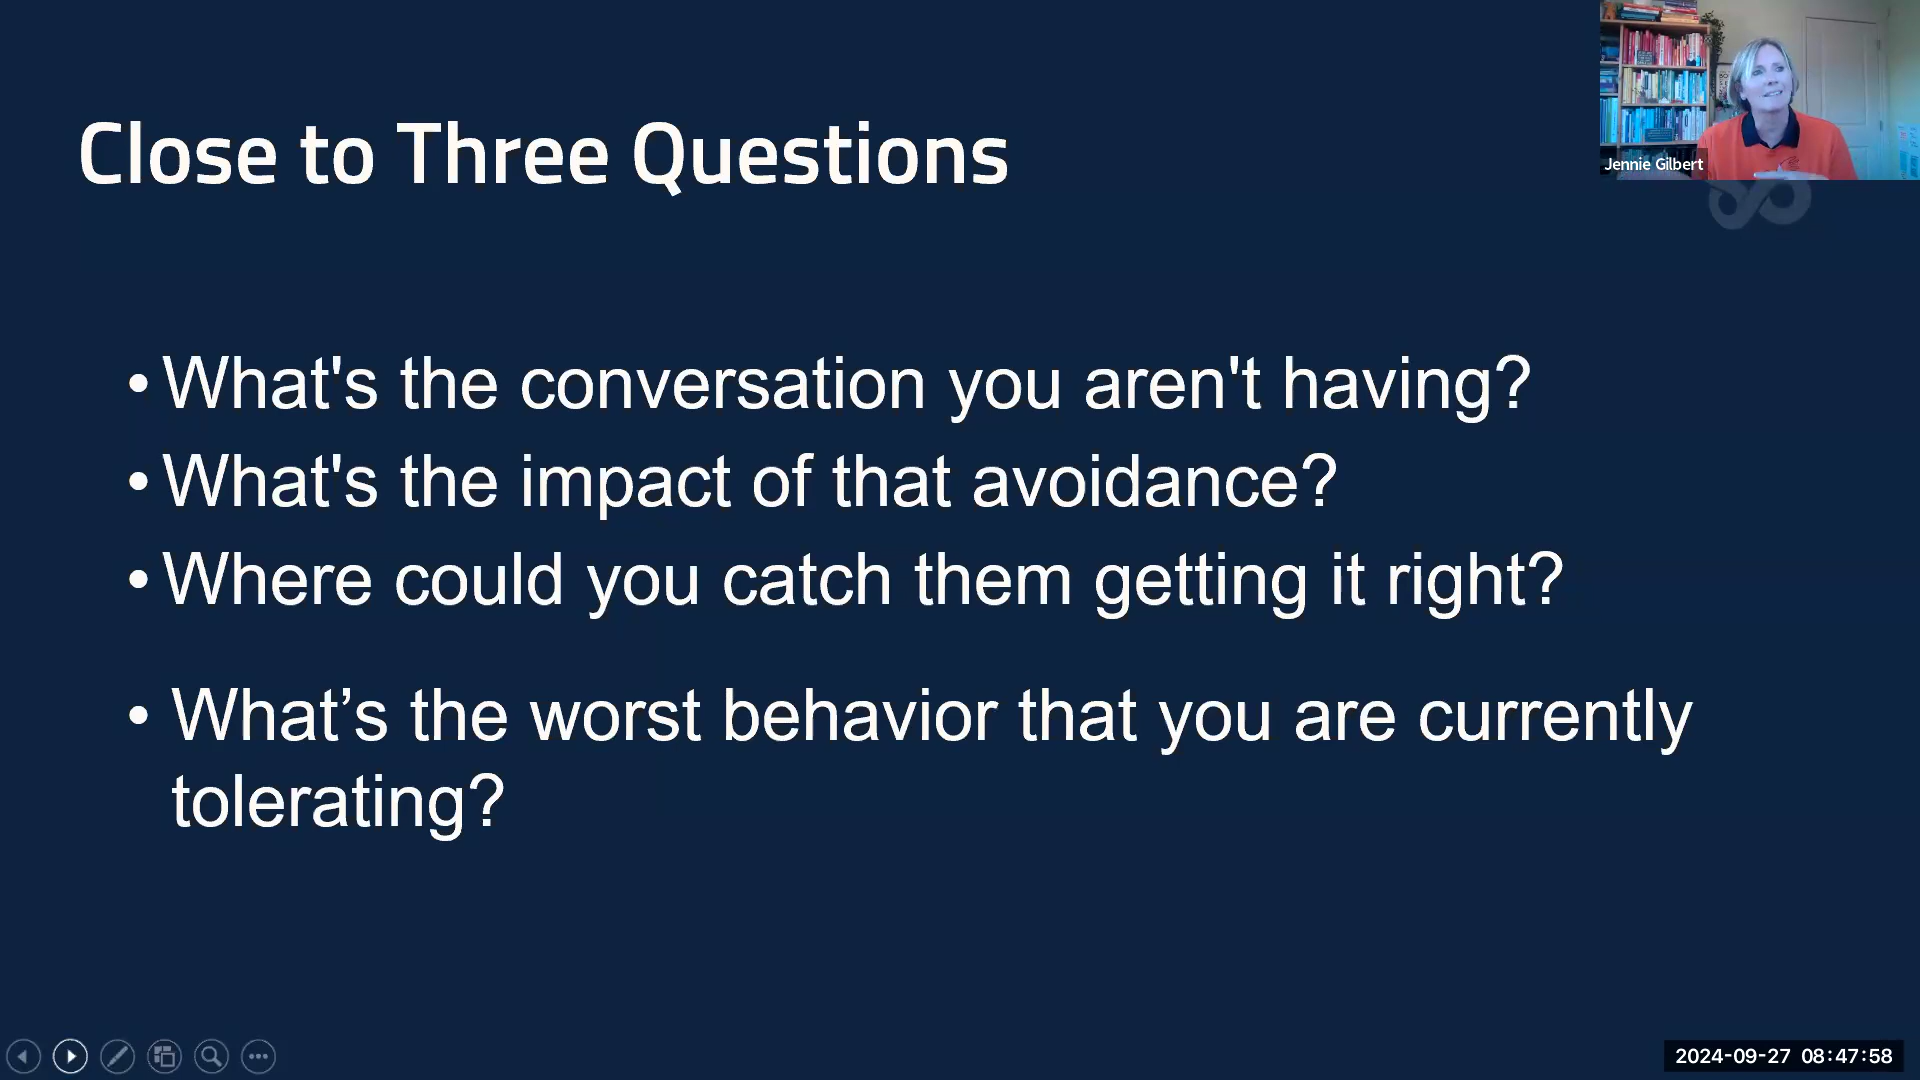 Close to Three Questions
Jennie Gilbert
• What's the conversation you aren't having?
• What's the impact of that avoidance?
• Where could you catch them getting it right?
• What’s the worst behavior that you are currently
tolerating?
2024-09-27 08:47:58